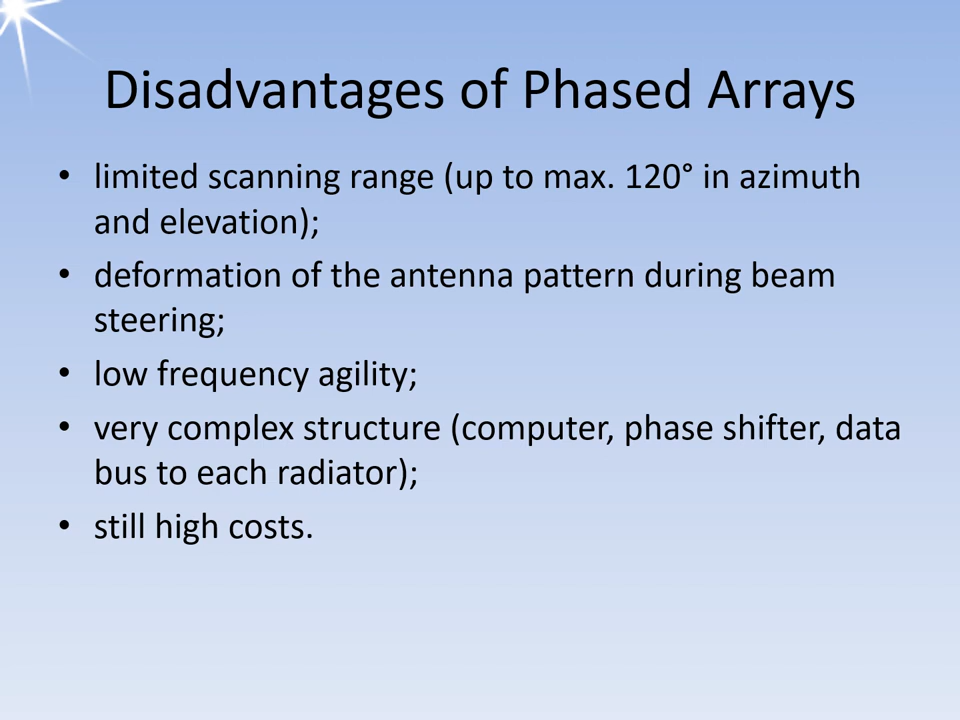 Disadvantages of Phased Arrays
• limited scanning range (up to max. 120° in azimuth
and elevation);
• deformation of the antenna pattern during beam
steering;
• low frequency agility;
• very complex structure (computer, phase shifter, data
bus to each radiator);
• still high costs.